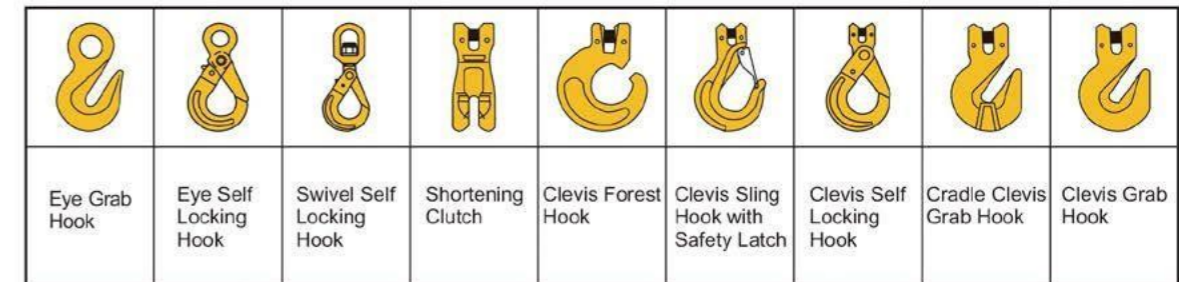 Eye Grab
Hook
Eye Self
Locking
Hook
Swivel Self
Locking
Hook
Shortening
Clutch
Clevis Forest
Hook
Clevis Sling
Hook with
Safety Latch
Clevis Self
Locking
Hook
Cradle Clevis
Grab Hook
Clevis Grab
Hook